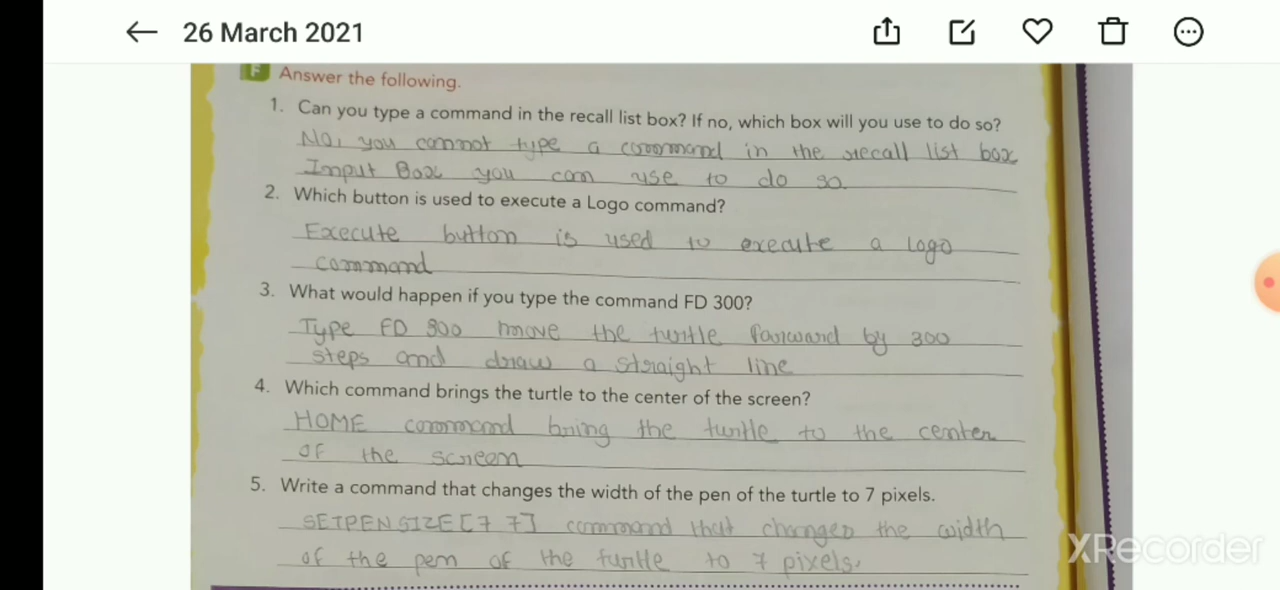 26 March 2021
F Answer the following.
1. Can you type a command in the recall list box? If no, which box will you use to do so?
No, you cannot type a command in the recall list box
Input Box you can use to do so.
2. Which button is used to execute a Logo command?
Execute button is used to execute a logo
command
3. What would happen if you type the command FD 300?
Type FD 300 move the turtle forward by 300
steps and draw a straight line
4. Which command brings the turtle to the center of the screen?
HOME command bring the turtle to the center
of the screen
5. Write a command that changes the width of the pen of the turtle to 7 pixels.
SETPENSIZE[7 7] command that changes the width
of the pen of the turtle to 7 pixels.
XRecorder